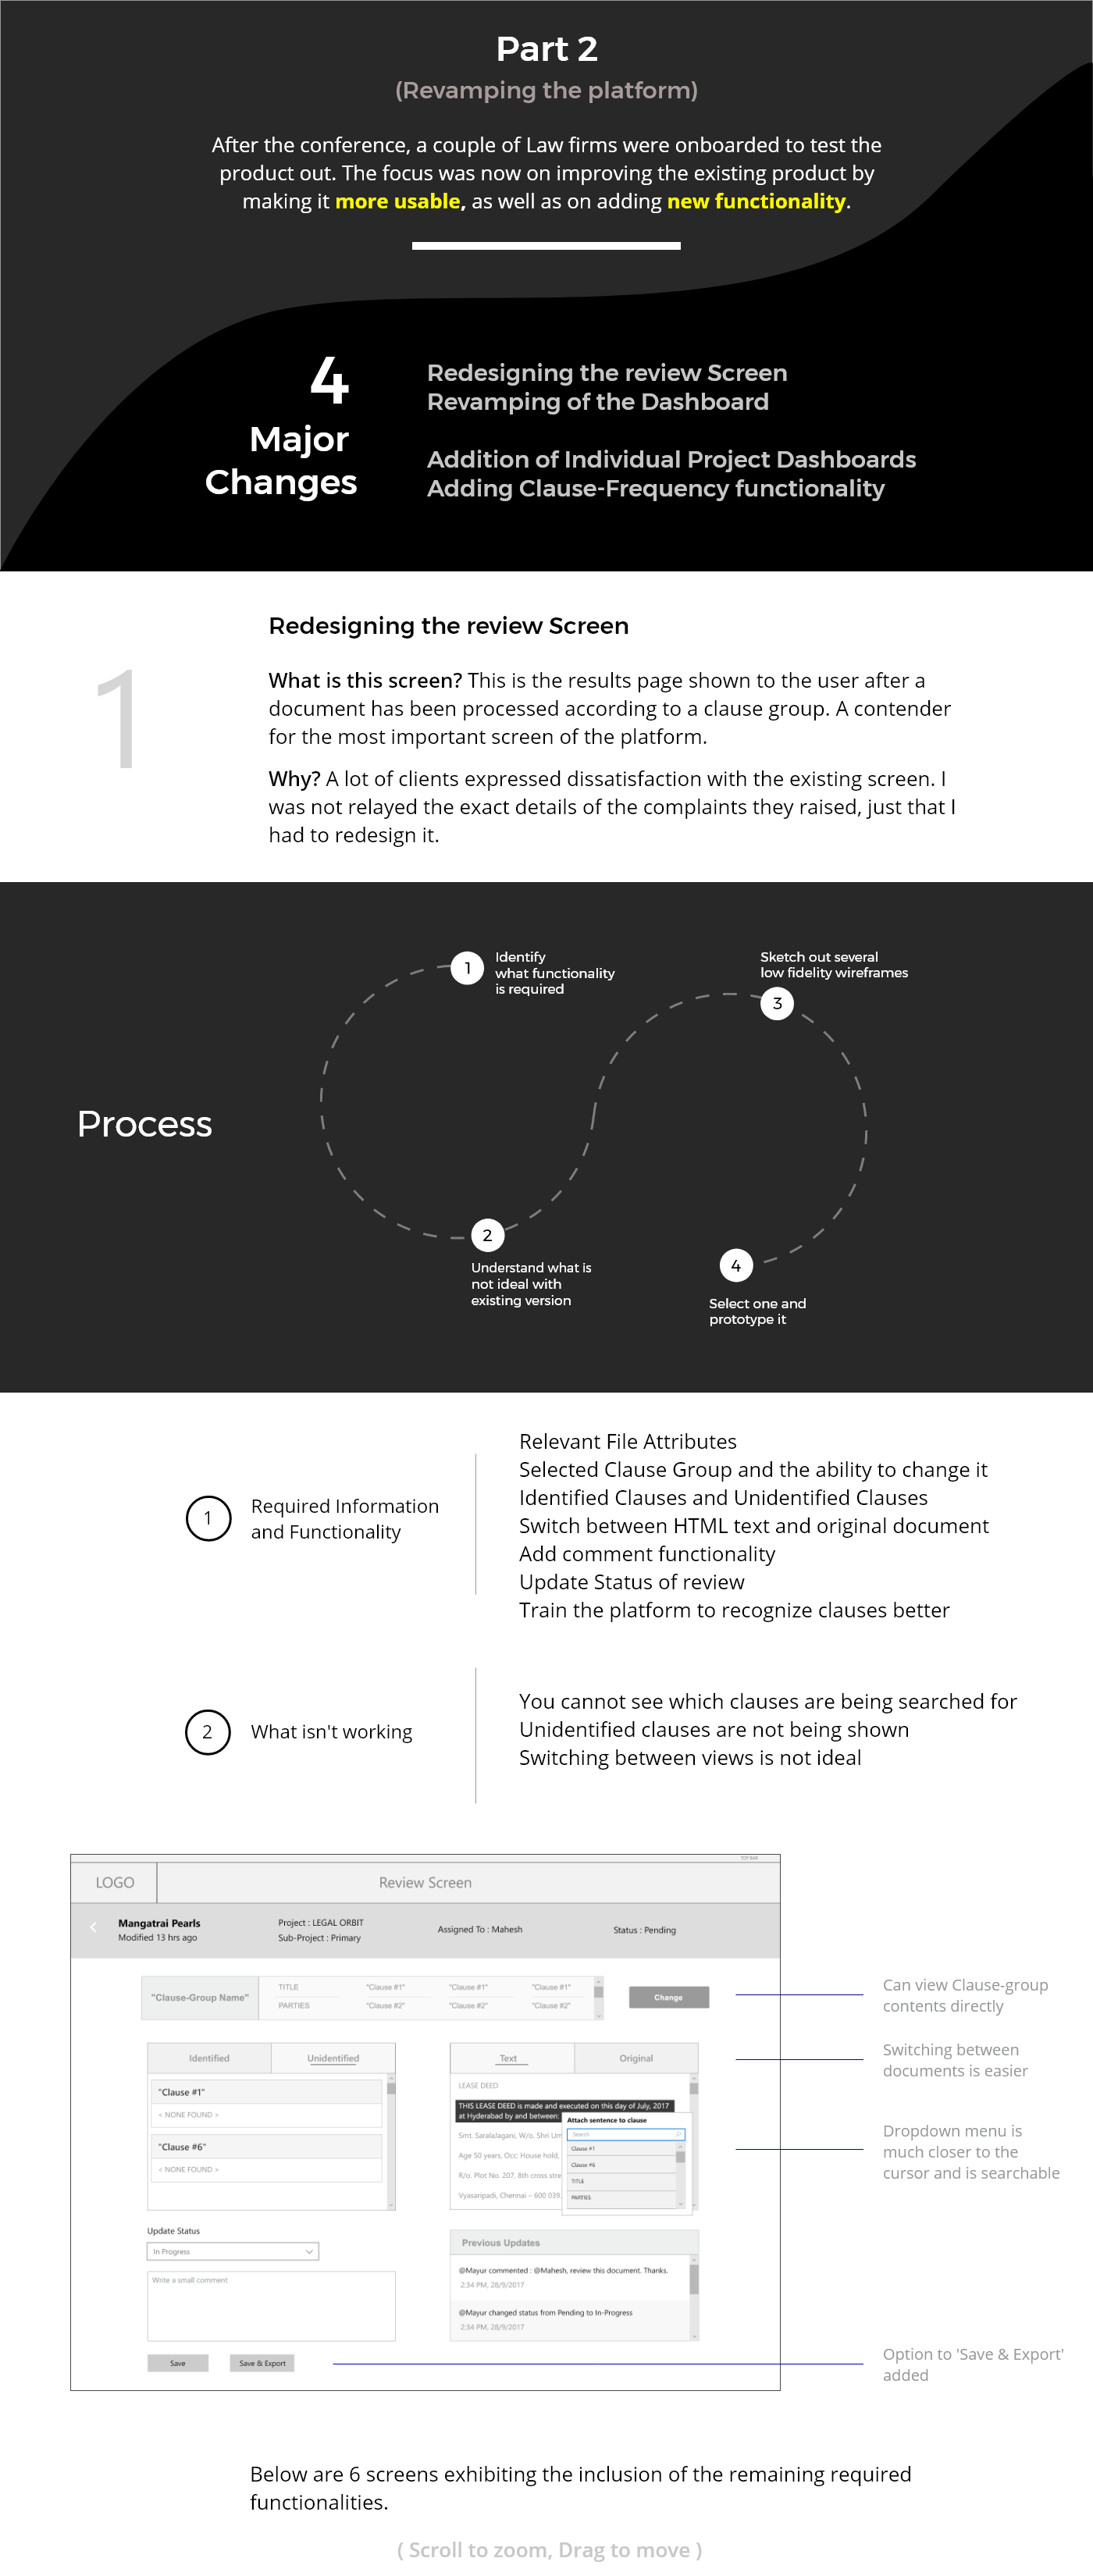 Part 2
(Revamping the platform)
After the conference, a couple of Law firms were onboarded to test the
product out. The focus was now on improving the existing product by
making it more usable, as well as on adding new functionality.
4
Major
Changes
Redesigning the review Screen
Revamping of the Dashboard
Addition of Individual Project Dashboards
Adding Clause-Frequency functionality
1
Redesigning the review Screen
What is this screen? This is the results page shown to the user after a
document has been processed according to a clause group. A contender
for the most important screen of the platform.
Why? A lot of clients expressed dissatisfaction with the existing screen. I
was not relayed the exact details of the complaints they raised, just that I
had to redesign it.
Process
1
Identify
what functionality
is required
2
Understand what is
not ideal with
existing version
Sketch out several
low fidelity wireframes
3
4
Select one and
prototype it
1
Required Information
and Functionality
Relevant File Attributes
Selected Clause Group and the ability to change it
Identified Clauses and Unidentified Clauses
Switch between HTML text and original document
Add comment functionality
Update Status of review
Train the platform to recognize clauses better
2
What isn't working
You cannot see which clauses are being searched for
Unidentified clauses are not being shown
Switching between views is not ideal
TOP BAR
LOGO
Review Screen
Mangatrai Pearls
Modified 13 hrs ago
Project : LEGAL ORBIT
Sub-Project : Primary
Assigned To : Mahesh
Status : Pending
"Clause-Group Name"
TITLE "Clause #1" "Clause #1" "Clause #1"
PARTIES "Clause #2" "Clause #2" "Clause #2"
Change
Identified
Unidentified
"Clause #1"
< NONE FOUND >
"Clause #6"
< NONE FOUND >
Text
Original
LEASE DEED
THIS LEASE DEED is made and executed on this day of July, 2017
at Hyderabad by and between:
Smt. SaralaJagani, W/o. Shri Um
Age 50 years, Occ: House hold,
R/o. Plot No. 207, 8th cross stre
Vyasaripadi, Chennai – 600 039.
Attach sentence to clause
Search
Clause #1
Clause #6
TITLE
PARTIES
Update Status
In Progress
Write a small comment
Save
Save & Export
Previous Updates
@Mayur commented : @Mahesh, review this document. Thanks.
2:34 PM, 28/9/2017
@Mayur changed status from Pending to In-Progress
2:34 PM, 28/9/2017
Can view Clause-group
contents directly
Switching between
documents is easier
Dropdown menu is
much closer to the
cursor and is searchable
Option to 'Save & Export'
added
Below are 6 screens exhibiting the inclusion of the remaining required
functionalities.
( Scroll to zoom, Drag to move )